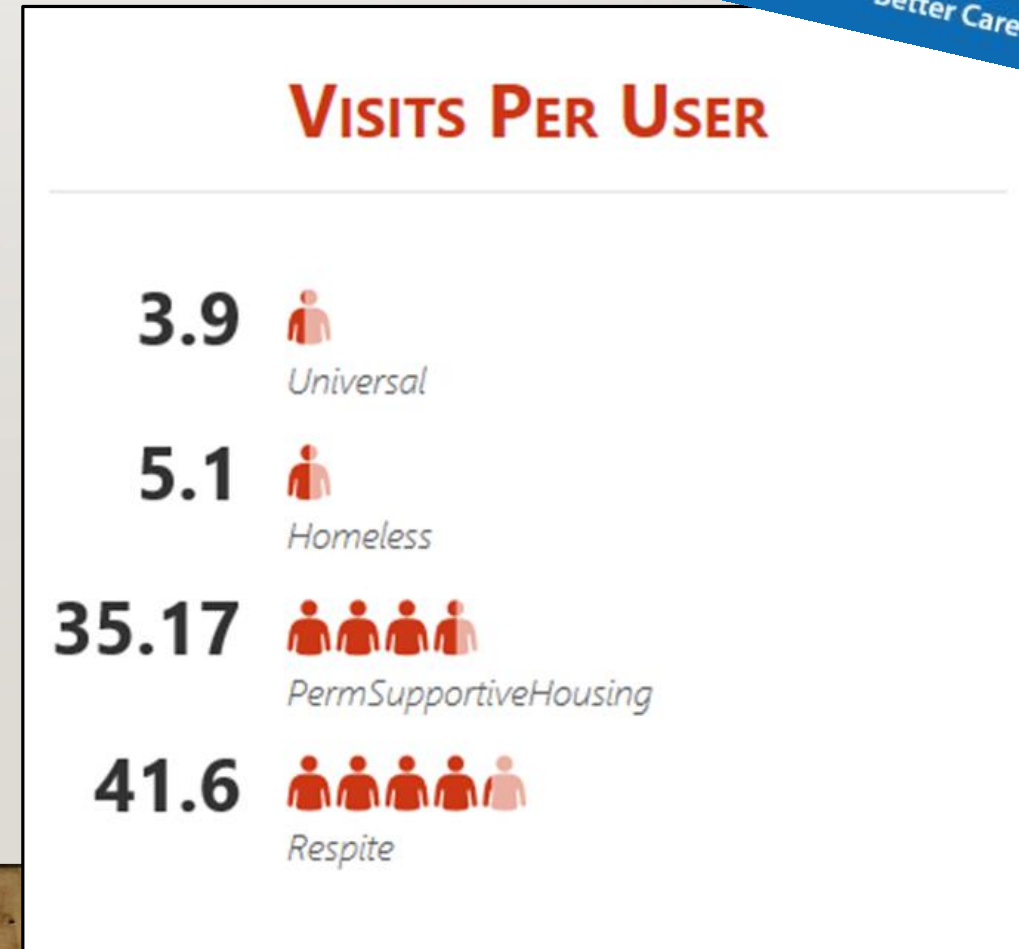 Better Care
VISITS PER USER
3.9
Universal
5.1
Homeless
35.17
PermSupportiveHousing
41.6
Respite